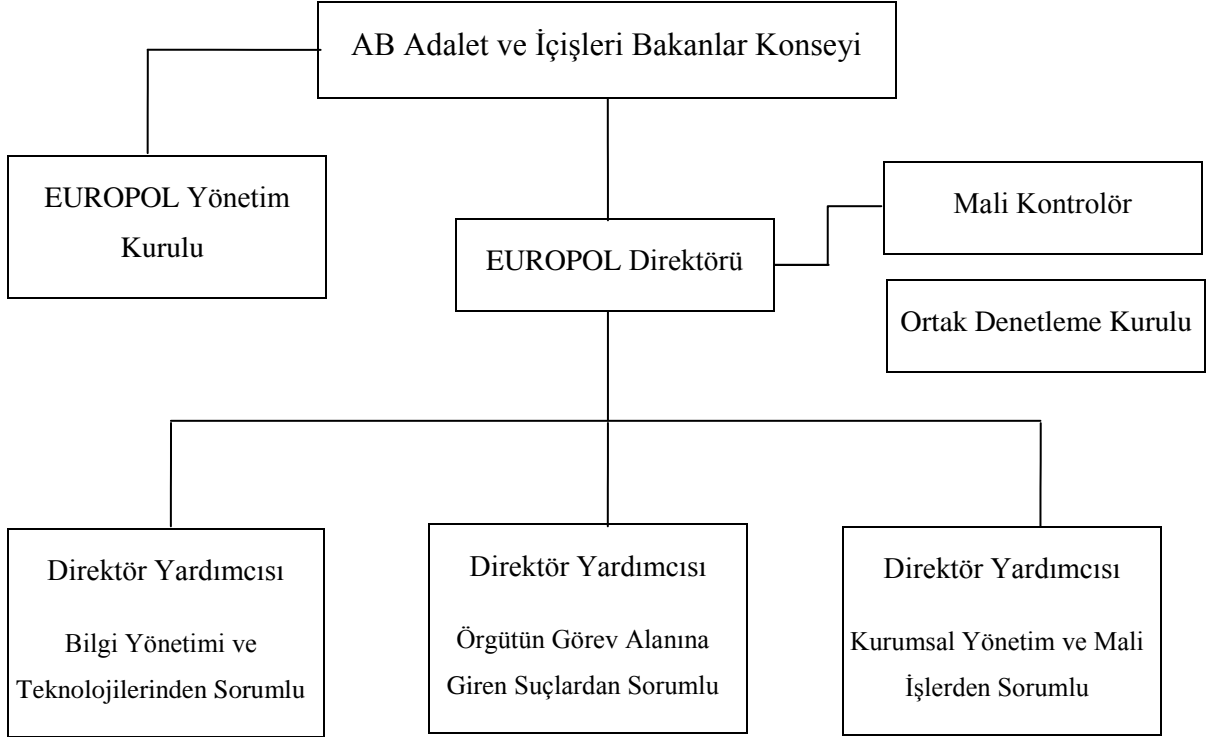 AB Adalet ve İçişleri Bakanlar Konseyi
EUROPOL Yönetim
Kurulu
EUROPOL Direktörü
Mali Kontrolör
Ortak Denetleme Kurulu
Direktör Yardımcısı
Bilgi Yönetimi ve
Teknolojilerinden Sorumlu
Direktör Yardımcısı
Örgütün Görev Alanına
Giren Suçlardan Sorumlu
Direktör Yardımcısı
Kurumsal Yönetim ve Mali
İşlerden Sorumlu